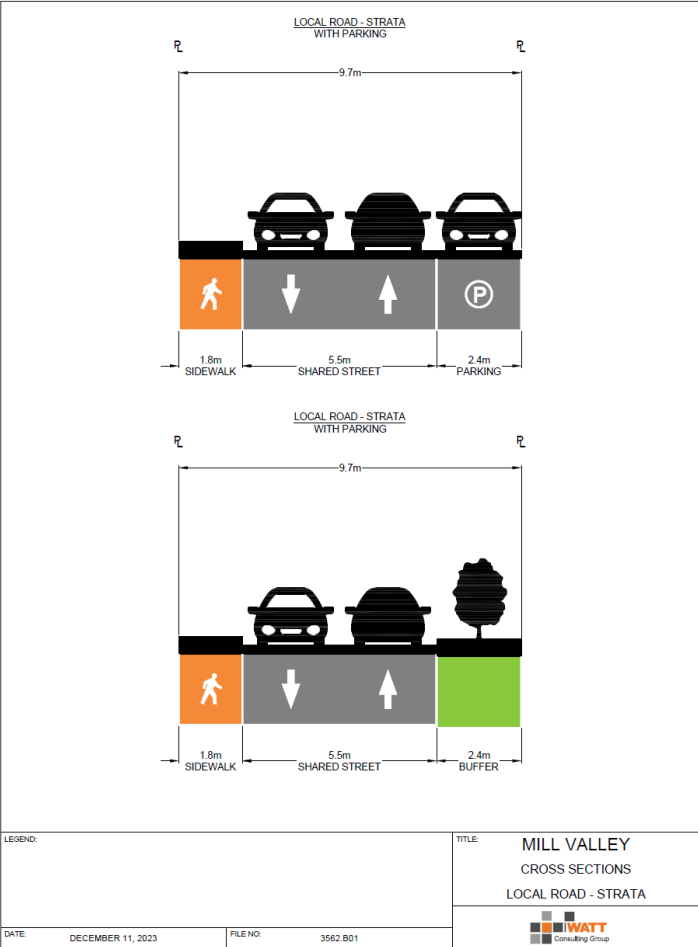 LOCAL ROAD - STRATA
WITH PARKING
PL PL
9.7m
P
1.8m 5.5m 2.4m
SIDEWALK SHARED STREET PARKING
LOCAL ROAD - STRATA
WITH PARKING
PL PL
9.7m
1.8m 5.5m 2.4m
SIDEWALK SHARED STREET BUFFER
LEGEND:
TITLE: MILL VALLEY
CROSS SECTIONS
LOCAL ROAD - STRATA
WATT
Consulting Group
DATE: DECEMBER 11, 2023 FILE NO: 3562.B01